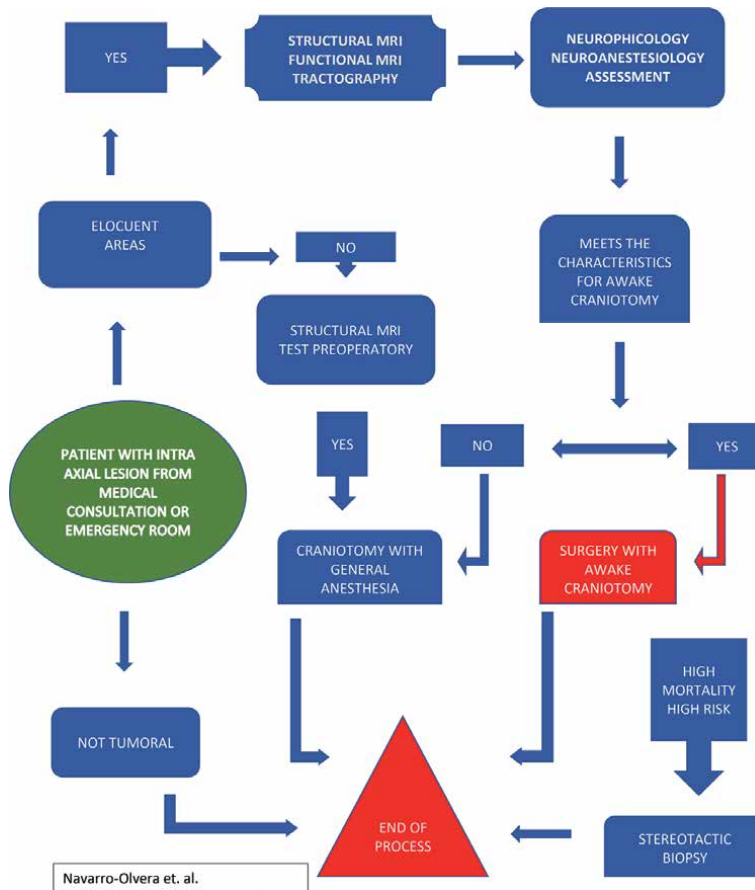 YES
STRUCTURAL MRI
FUNCTIONAL MRI
TRACTOGRAPHY
NEUROPHICOLOGY
NEUROANESTESIOLOGY
ASSESSMENT
ELOCUENT
AREAS
NO
MEETS THE
CHARACTERISTICS
FOR AWAKE
CRANIOTOMY
STRUCTURAL MRI
TEST PREOPERATORY
PATIENT WITH INTRA
AXIAL LESION FROM
MEDICAL
CONSULTATION OR
EMERGENCY ROOM
YES
NO
YES
CRANIOTOMY WITH
GENERAL
ANESTHESIA
SURGERY WITH
AWAKE
CRANIOTOMY
HIGH
MORTALITY
HIGH RISK
NOT TUMORAL
END OF
PROCESS
STEREOTACTIC
BIOPSY
Navarro-Olvera et. al.